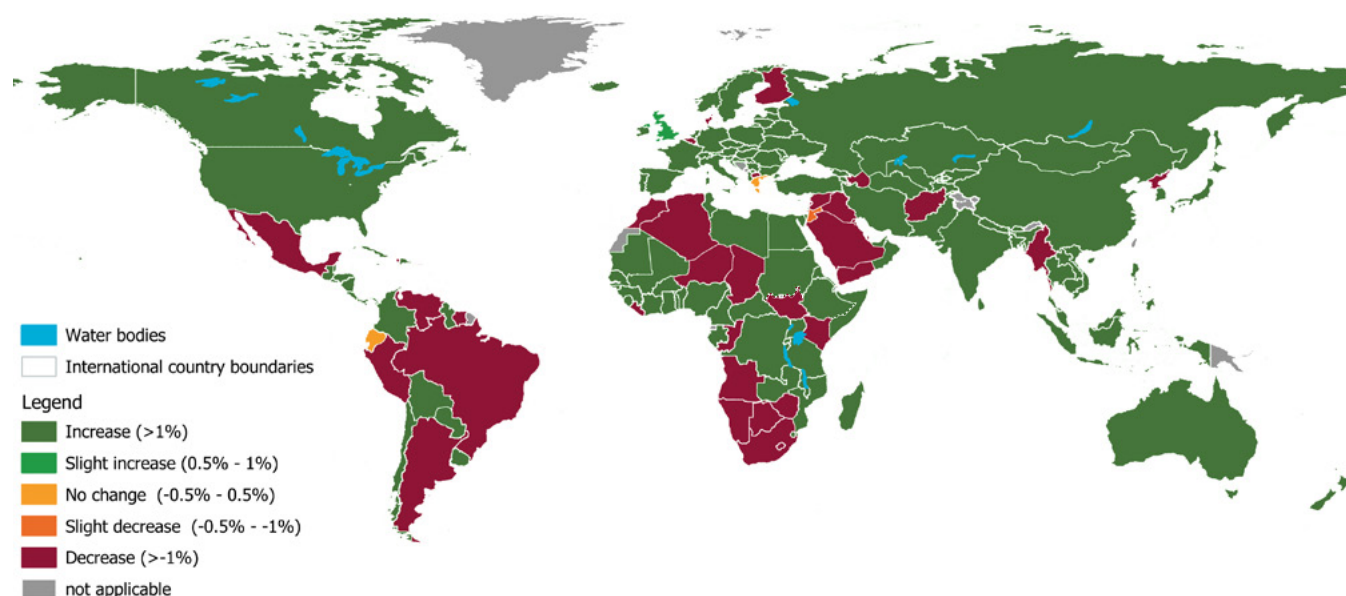 Water bodies
International country boundaries
Legend
Increase (>1%)
Slight increase (0.5% - 1%)
No change (-0.5% - 0.5%)
Slight decrease (-0.5% - -1%)
Decrease (>-1%)
not applicable